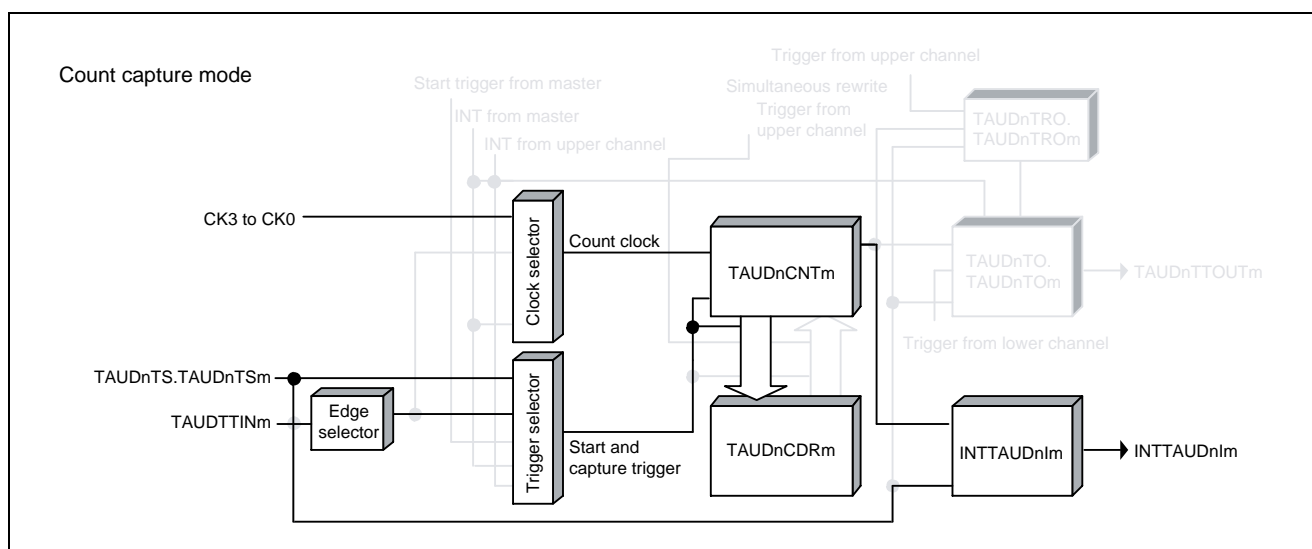 Count capture mode
Trigger from upper channel
Start trigger from master
Simultaneous rewrite
Trigger from
upper channel
INT from master
INT from upper channel
TAUDnTRO.
TAUDnTROm
CK3 to CK0
Clock selector
Count clock
TAUDnCNTm
TAUDnTO.
TAUDnTOm
TAUDnTTOUTm
Trigger from lower channel
TAUDnTS.TAUDnTSm
TAUDTTINm
Edge
selector
Trigger selector
Start and
capture trigger
TAUDnCDRm
INTTAUDnIm
INTTAUDnIm